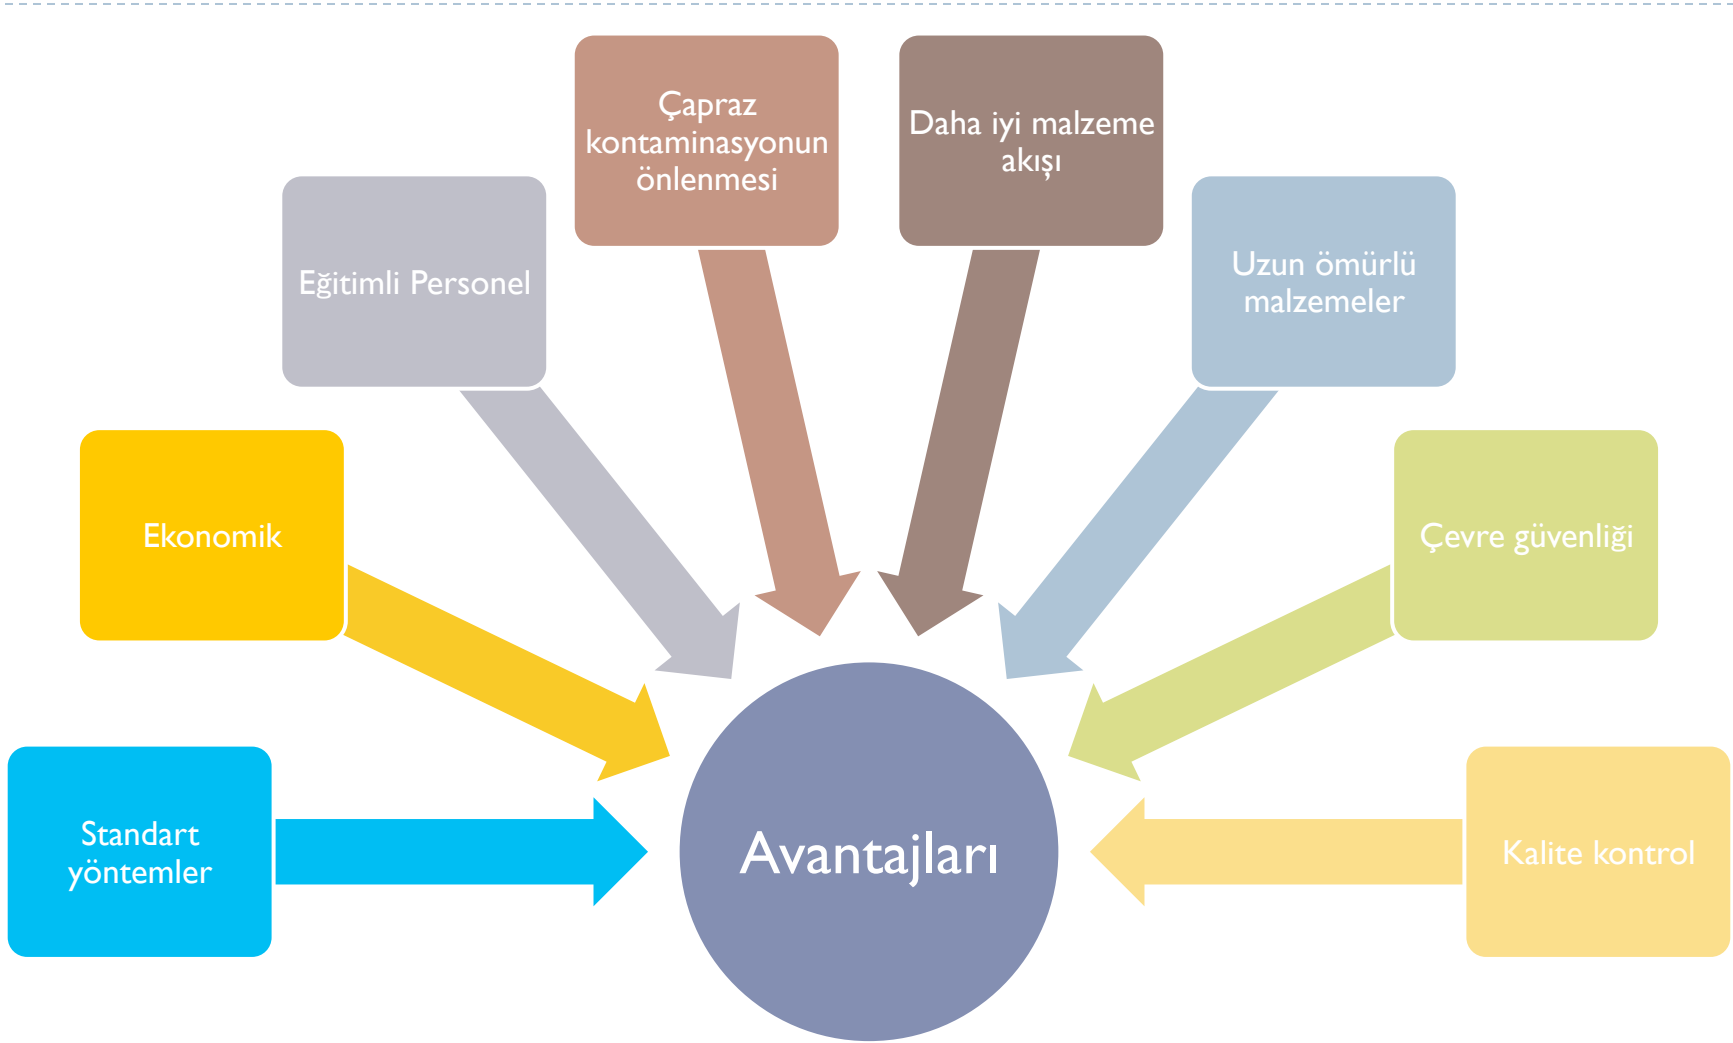 Çapraz
kontaminasyonun
önlenmesi
Daha iyi malzeme
akışı
Eğitimli Personel
Uzun ömürlü
malzemeler
Ekonomik
Çevre güvenliği
Standart
yöntemler
Avantajları
Kalite kontrol